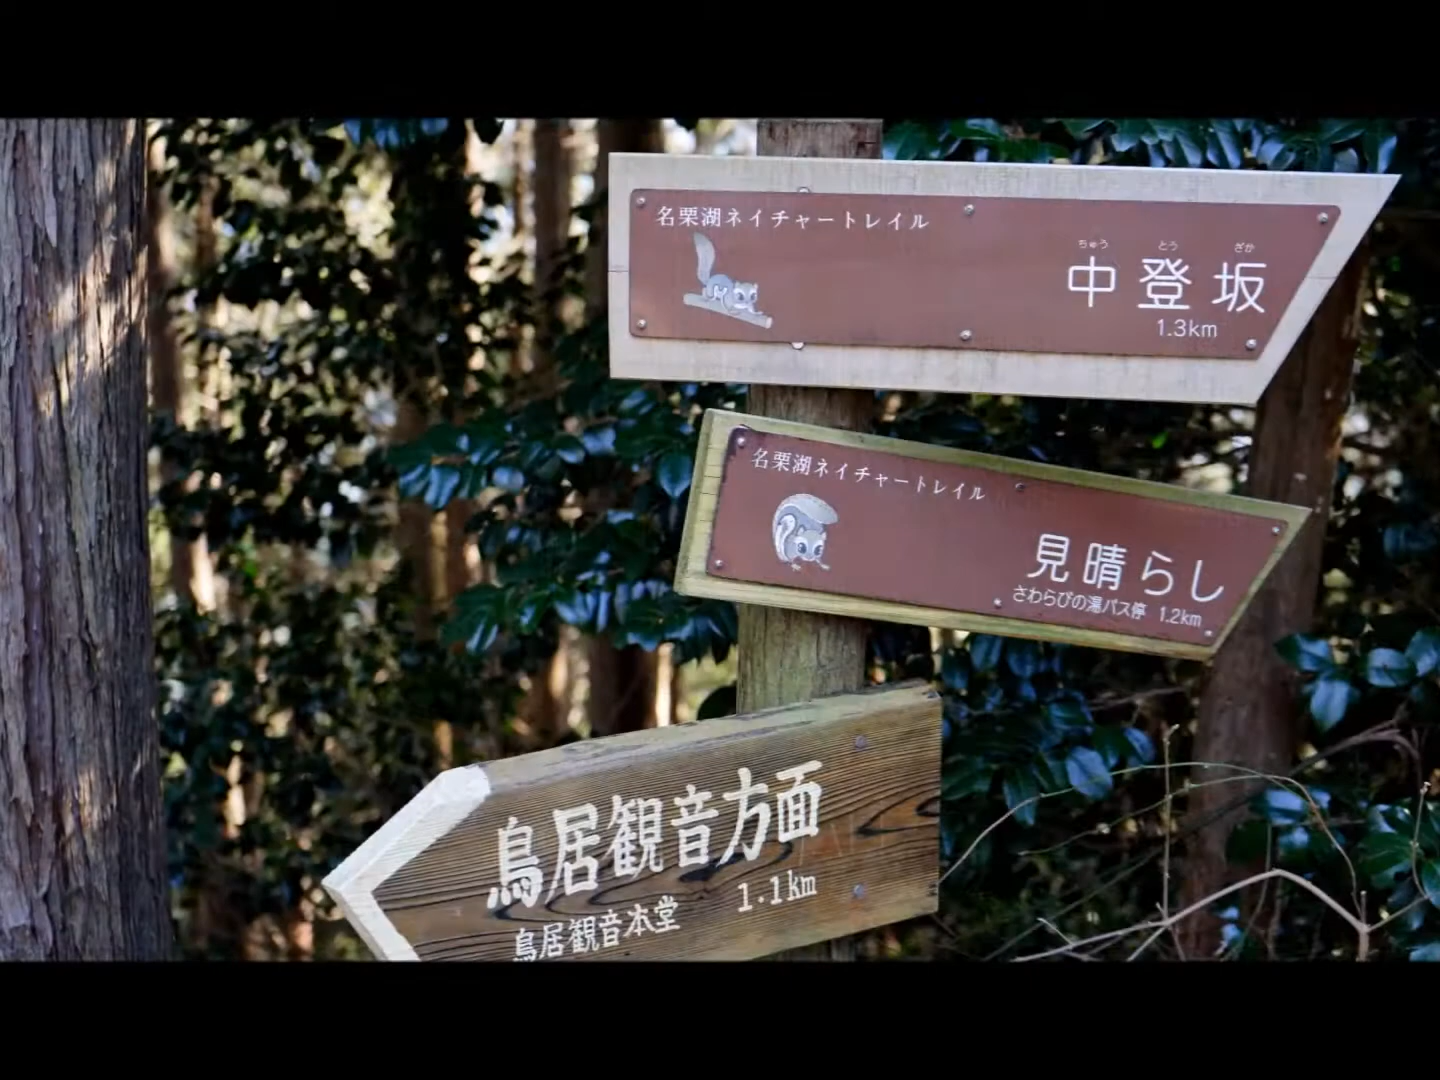 名栗湖ネイチャートレイル
ちゅう とう ざか
中登坂
1.3km
名栗湖ネイチャートレイル
見晴らし
さわらびの湯バス停 1.2km
鳥居観音方面
鳥居観音本堂 1.1km